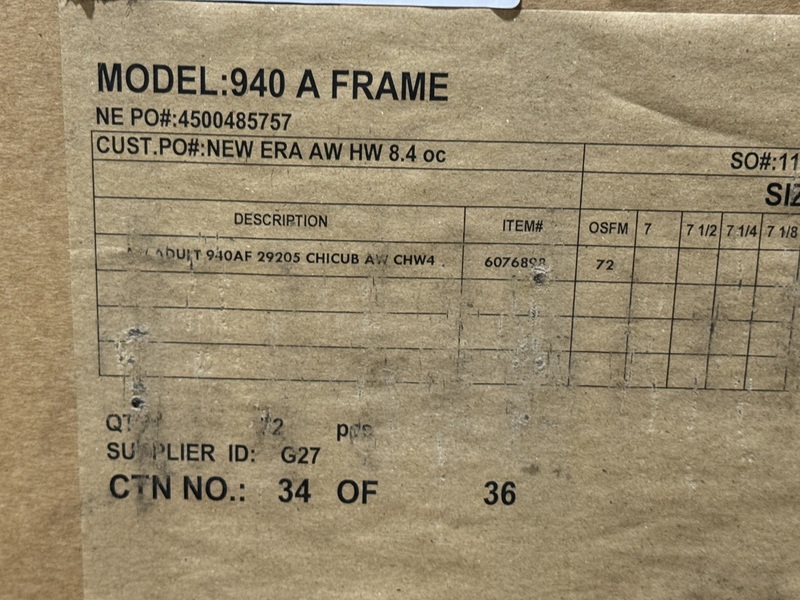 MODEL:940 A FRAME
NE PO#:4500485757
CUST.PO#:NEW ERA AW HW 8.4 oc SO#:11
SIZ
DESCRIPTION ITEM# OSFM 7 7 1/2 7 1/4 7 1/8
ADULT 940AF 29205 CHICUB AW CHW4 6076898 72
72 pcs
SUPPLIER ID: G27
CTN NO.: 34 OF 36